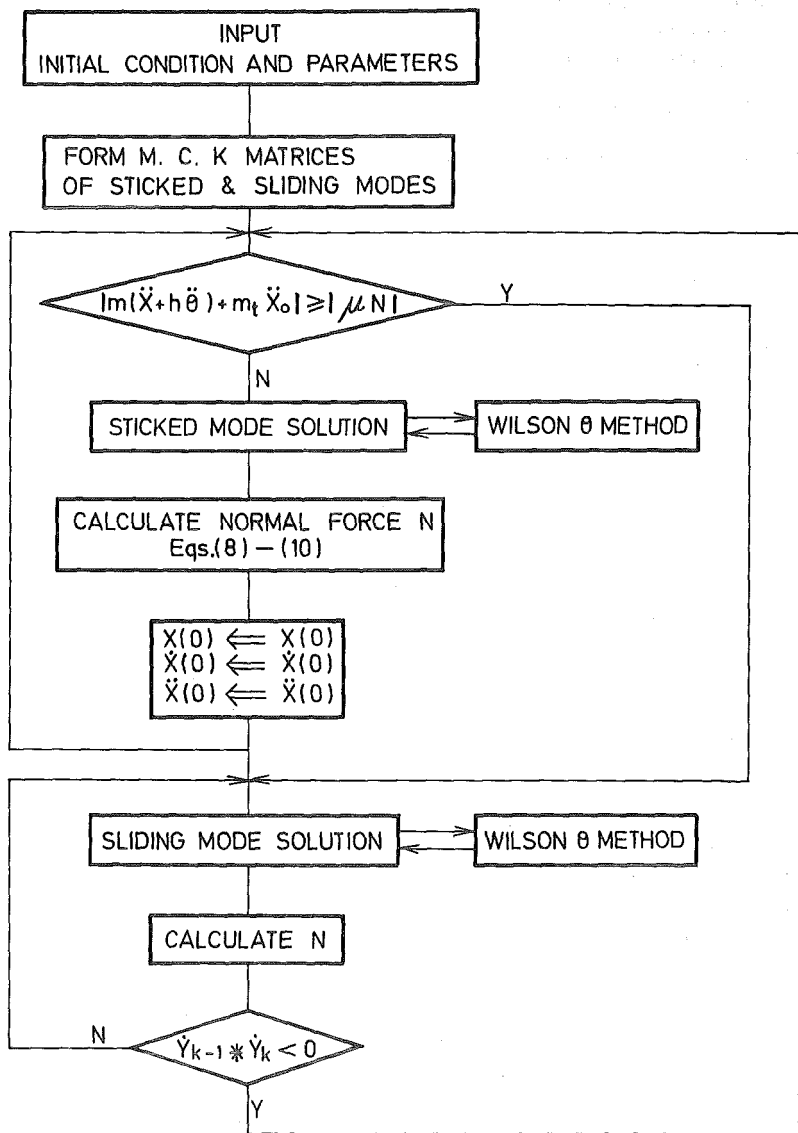 INPUT
INITIAL CONDITION AND PARAMETERS
FORM M. C. K MATRICES
OF STICKED & SLIDING MODES
|m(Ẍ+hθ̈)+mₜ Ẍ₀| ≥ |μN|
Y
N
STICKED MODE SOLUTION
WILSON θ METHOD
CALCULATE NORMAL FORCE N
Eqs.(8) – (10)
X(0) ⇐ X(0)
Ẋ(0) ⇐ Ẋ(0)
Ẍ(0) ⇐ Ẍ(0)
SLIDING MODE SOLUTION
WILSON θ METHOD
CALCULATE N
N
Ẏk-1 * Ẏk < 0
Y